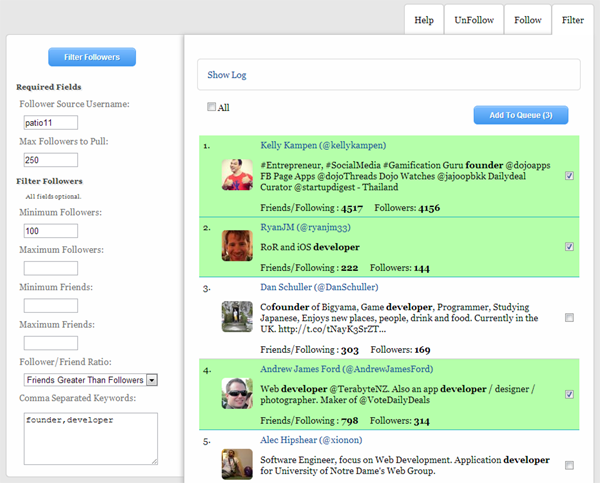 Help
UnFollow
Follow
Filter
Filter Followers
Required Fields
Follower Source Username:
patio11
Max Followers to Pull:
250
Filter Followers
All fields optional.
Minimum Followers:
100
Maximum Followers:
Minimum Friends:
Maximum Friends:
Follower/Friend Ratio:
Friends Greater Than Followers
Comma Separated Keywords:
founder,developer
Show Log
All
Add To Queue (3)
1.
Kelly Kampen (@kellykampen)
#Entrepreneur, #SocialMedia #Gamification Guru founder @dojoapps
FB Page Apps @dojoThreads Dojo Watches @jajoopbkk Dailydeal
Curator @startupdigest - Thailand
Friends/Following : 4517 Followers: 4156
2.
RyanJM (@ryanjm33)
RoR and iOS developer
Friends/Following : 222 Followers: 144
3.
Dan Schuller (@DanSchuller)
Cofounder of Bigyama, Game developer, Programmer, Studying
Japanese, Enjoys new places, people, drink and food. Currently in the
UK. http://t.co/tNayK3SrZT...
Friends/Following : 303 Followers: 169
4.
Andrew James Ford (@AndrewJamesFord)
Web developer @TerabyteNZ. Also an app developer / designer /
photographer. Maker of @VoteDailyDeals
Friends/Following : 798 Followers: 314
5.
Alec Hipshear (@xionon)
Software Engineer, focus on Web Development. Application developer
for University of Notre Dame's Web Group.